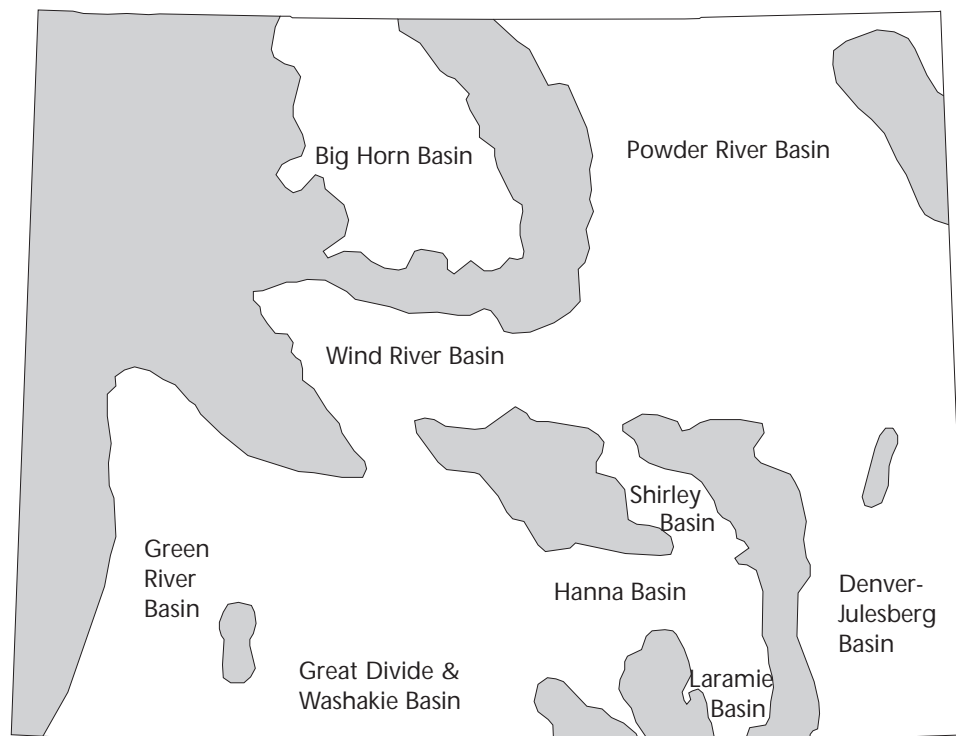 Big Horn Basin
Powder River Basin
Wind River Basin
Shirley
Basin
Green
River
Basin
Hanna Basin
Denver-
Julesberg
Basin
Great Divide &
Washakie Basin
Laramie
Basin